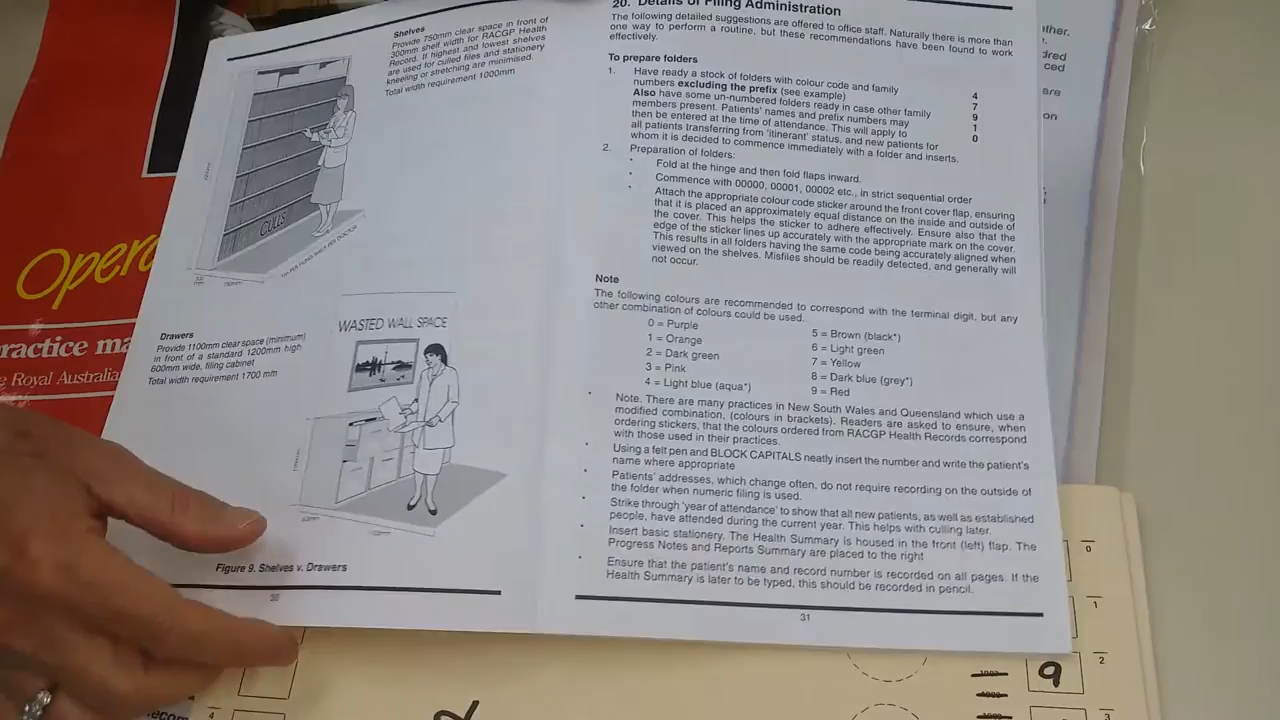 Shelves
Provide 750mm clear space in front of
300mm shelf width for RACGP Health
Record. If highest and lowest shelves
are used for culled files and stationery
kneeling or stretching are minimised.
Total width requirement 1000mm
CULLS
Drawers
Provide 1100mm clear space (minimum)
in front of a standard 1200mm high
600mm wide, filing cabinet
Total width requirement 1700 mm
WASTED WALL SPACE
Figure 9. Shelves v. Drawers
30
20. Details of Filing Administration
The following detailed suggestions are offered to office staff. Naturally there is more than
one way to perform a routine, but these recommendations have been found to work
effectively.
To prepare folders
1. Have ready a stock of folders with colour code and family
numbers excluding the prefix (see example)
Also have some un-numbered folders ready in case other family
members present. Patients' names and prefix numbers may
then be entered at the time of attendance. This will apply to
all patients transferring from 'itinerant' status, and new patients for
whom it is decided to commence immediately with a folder and inserts.
4
7
9
1
0
2. Preparation of folders:
• Fold at the hinge and then fold flaps inward.
• Commence with 00000, 00001, 00002 etc., in strict sequential order
• Attach the appropriate colour code sticker around the front cover flap, ensuring
that it is placed an approximately equal distance on the inside and outside of
the cover. This helps the sticker to adhere effectively. Ensure also that the
edge of the sticker lines up accurately with the appropriate mark on the cover.
This results in all folders having the same code being accurately aligned when
viewed on the shelves. Misfiles should be readily detected, and generally will
not occur.
Note
The following colours are recommended to correspond with the terminal digit, but any
other combination of colours could be used.
0 = Purple
1 = Orange
2 = Dark green
3 = Pink
4 = Light blue (aqua*)
5 = Brown (black*)
6 = Light green
7 = Yellow
8 = Dark blue (grey*)
9 = Red
• Note. There are many practices in New South Wales and Queensland which use a
modified combination, (colours in brackets). Readers are asked to ensure, when
ordering stickers, that the colours ordered from RACGP Health Records correspond
with those used in their practices.
• Using a felt pen and BLOCK CAPITALS neatly insert the number and write the patient's
name where appropriate
• Patients' addresses, which change often, do not require recording on the outside of
the folder when numeric filing is used.
• Strike through 'year of attendance' to show that all new patients, as well as established
people, have attended during the current year. This helps with culling later.
• Insert basic stationery. The Health Summary is housed in the front (left) flap. The
Progress Notes and Reports Summary are placed to the right
• Ensure that the patient's name and record number is recorded on all pages. If the
Health Summary is later to be typed, this should be recorded in pencil.
31
Opera
ractice ma
e Royal Australia
ced
are
on
0
1
2
3
9
4